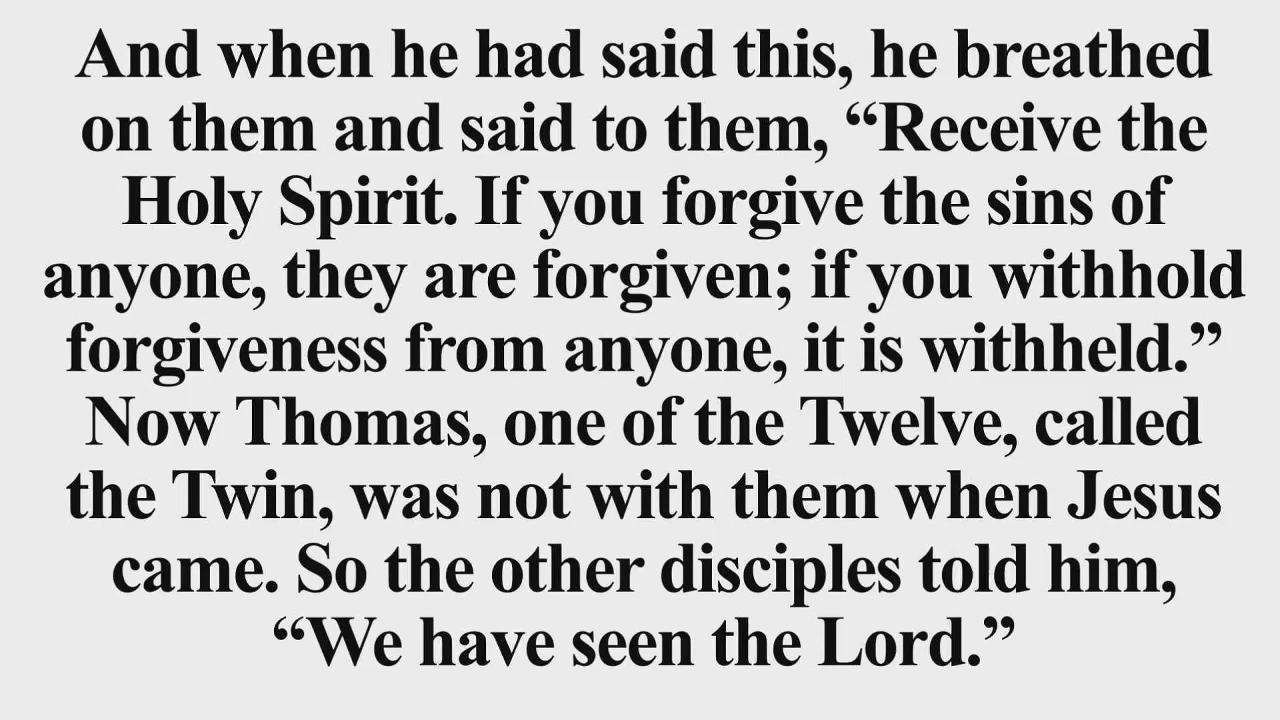 And when he had said this, he breathed
on them and said to them, “Receive the
Holy Spirit. If you forgive the sins of
anyone, they are forgiven; if you withhold
forgiveness from anyone, it is withheld.”
Now Thomas, one of the Twelve, called
the Twin, was not with them when Jesus
came. So the other disciples told him,
“We have seen the Lord.”